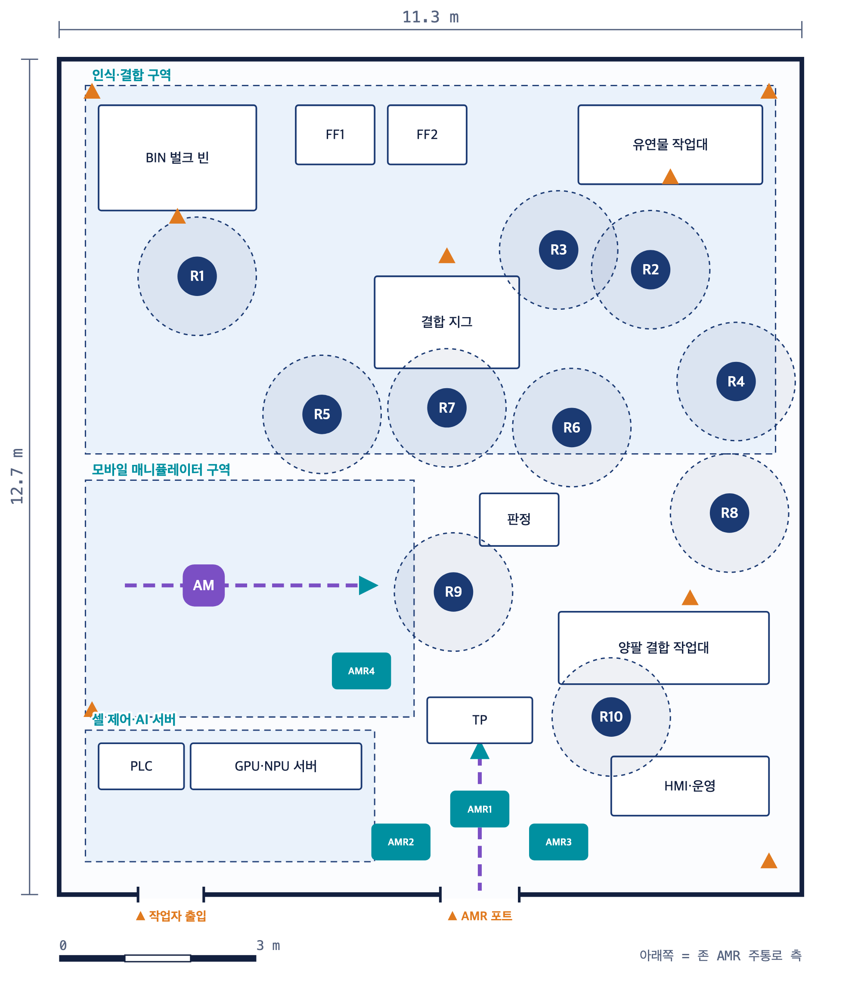 11.3 m
12.7 m
인식·결합 구역
BIN 벌크 빈
FF1
FF2
유연물 작업대
R3
R2
R1
결합 지그
R4
R7
R5
R6
모바일 매니퓰레이터 구역
판정
R8
AM
R9
양팔 결합 작업대
AMR4
셀 제어·AI 서버
TP
R10
PLC
GPU·NPU 서버
HMI·운영
AMR1
AMR2
AMR3
▲ 작업자 출입
▲ AMR 포트
0
3 m
아래쪽 = 존 AMR 주통로 측